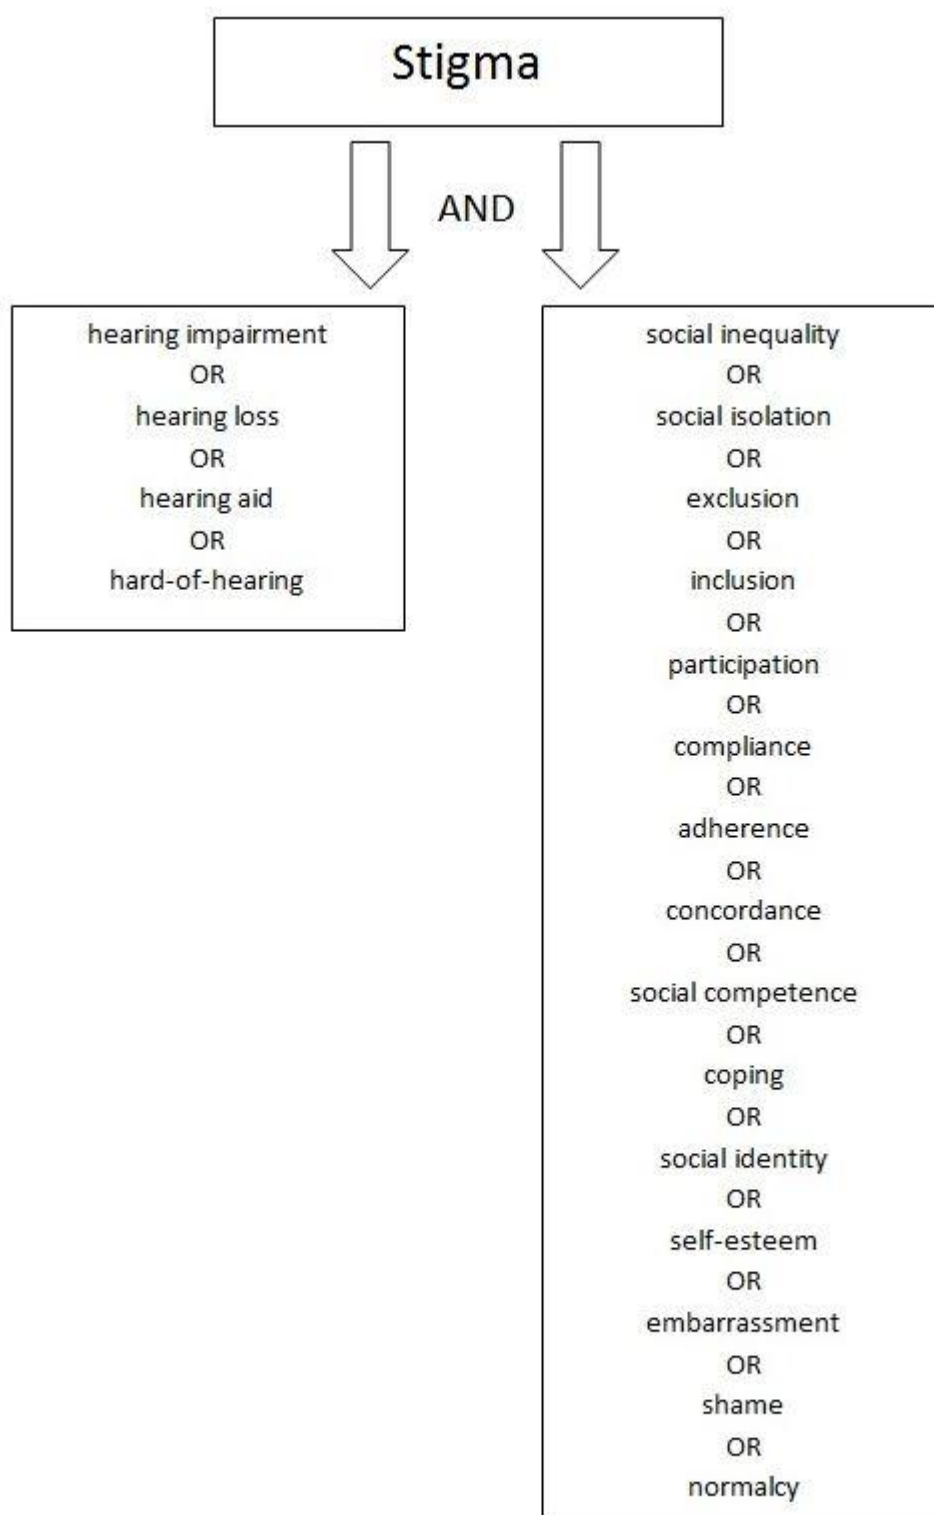 Stigma
AND
hearing impairment
OR
hearing loss
OR
hearing aid
OR
hard-of-hearing
social inequality
OR
social isolation
OR
exclusion
OR
inclusion
OR
participation
OR
compliance
OR
adherence
OR
concordance
OR
social competence
OR
coping
OR
social identity
OR
self-esteem
OR
embarrassment
OR
shame
OR
normalcy